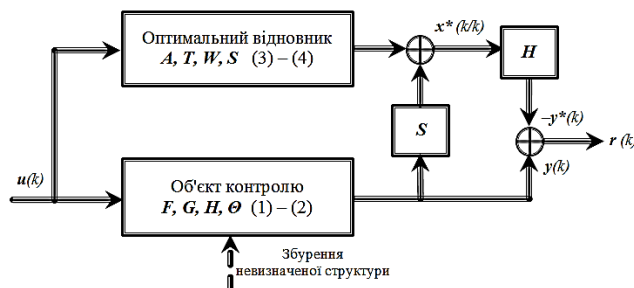 Оптимальний відновник
A, T, W, S (3) – (4)
x* (k/k)
H
S
–y*(k)
r (k)
y(k)
u(k)
Об'єкт контролю
F, G, H, Θ (1) – (2)
Збурення
невизначеної структури